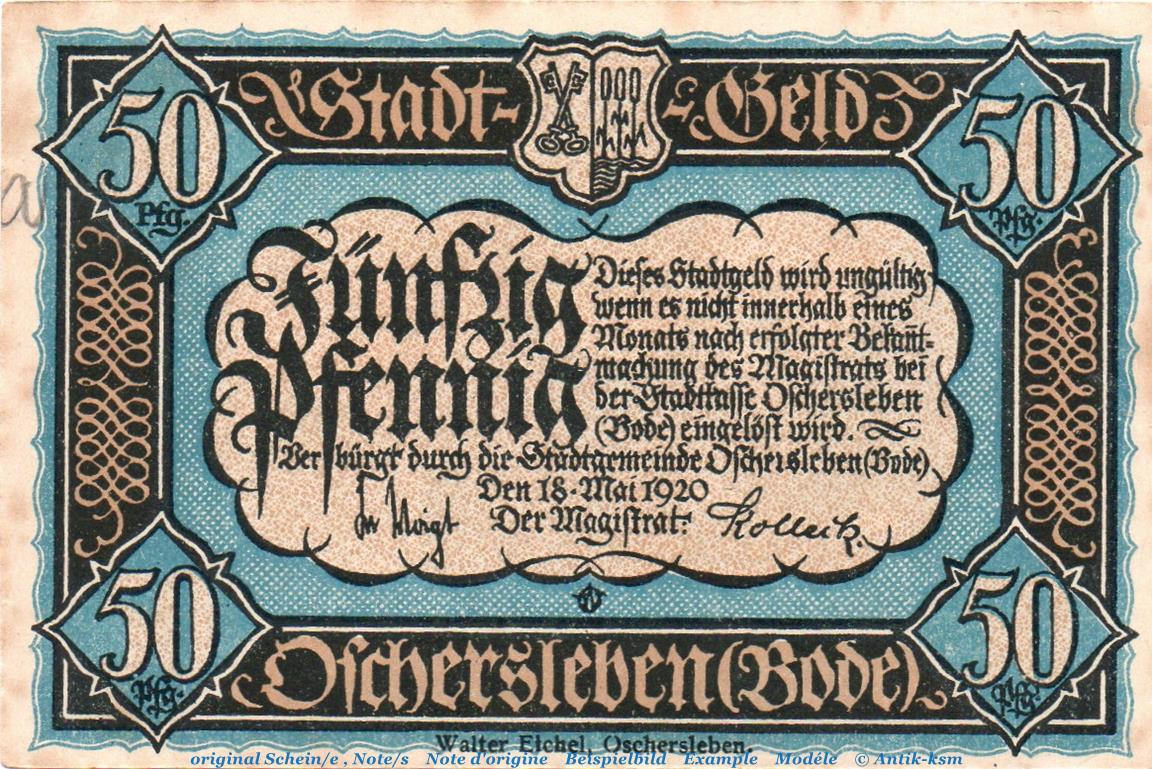 Stadt-Geld
50 Pfg.
50 Pfg.
Fünfzig
Pfennig
Dieses Stadtgeld wird ungültig
wenn es nicht innerhalb eines
Monats nach erfolgter Bekan̄t-
machung des Magistrats bei
der Stadtkasse Oschersleben
(Bode) eingelöst wird.
Verbürgt durch die Stadtgemeinde Oschersleben (Bode)
Den 18. Mai 1920
Der Magistrat:
50 Pfg.
50 Pfg.
Oschersleben (Bode)
Walter Eichel, Oschersleben.
original Schein/e , Note/s Note d'origine Beispielbild Example Modéle © Antik-ksm